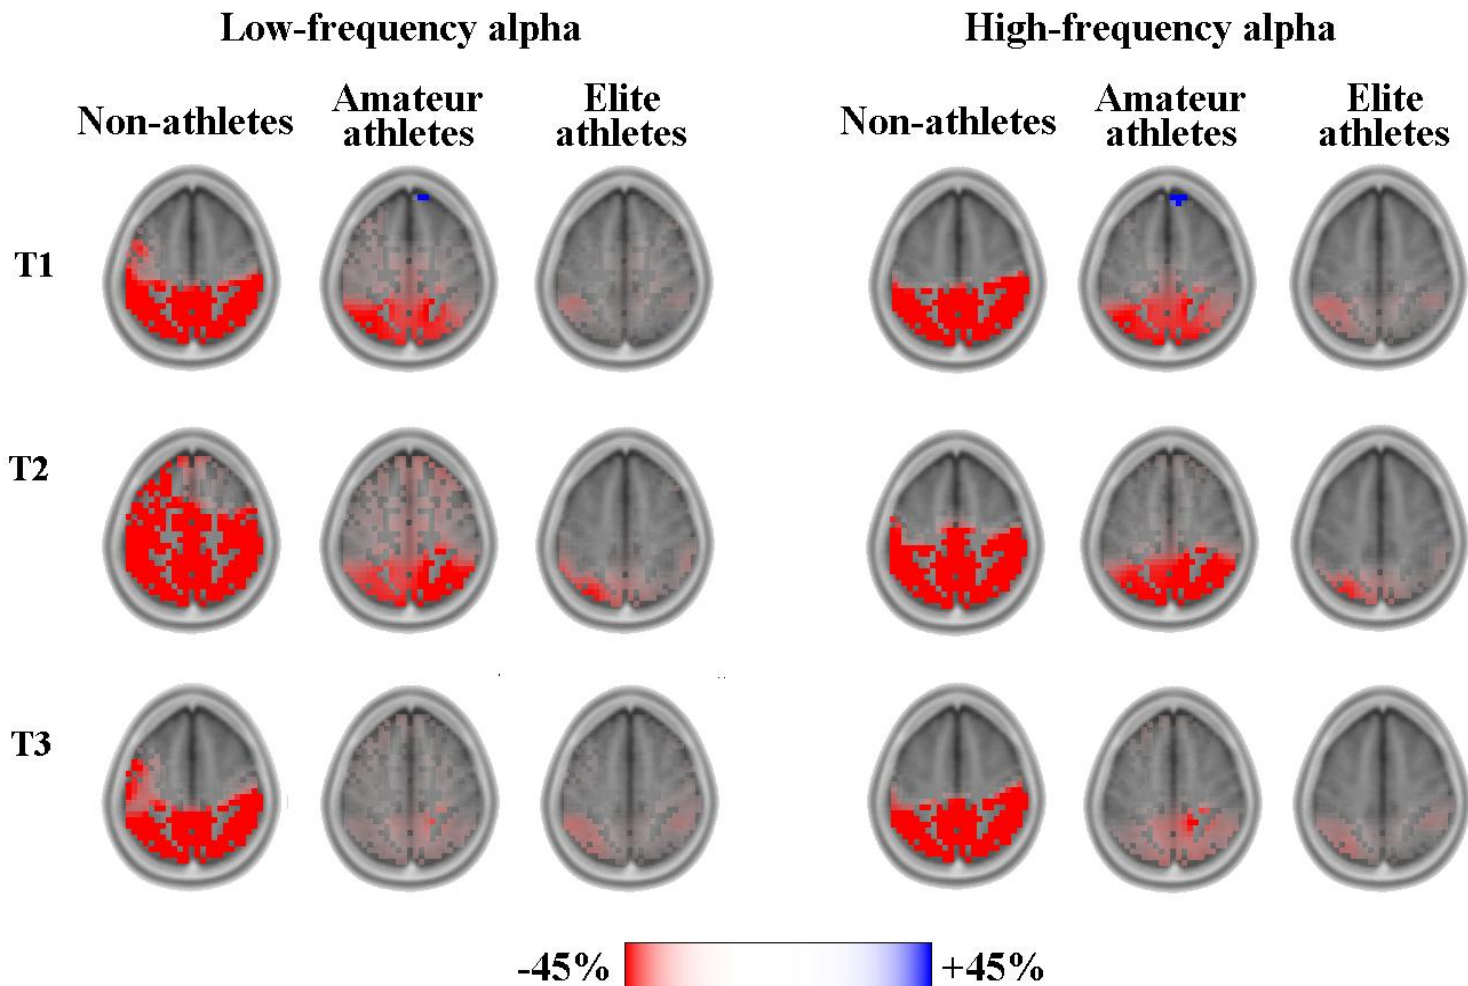 Low-frequency alpha High-frequency alpha
Non-athletes Amateur athletes Elite athletes Non-athletes Amateur athletes Elite athletes
T1
T2
T3
-45% +45%